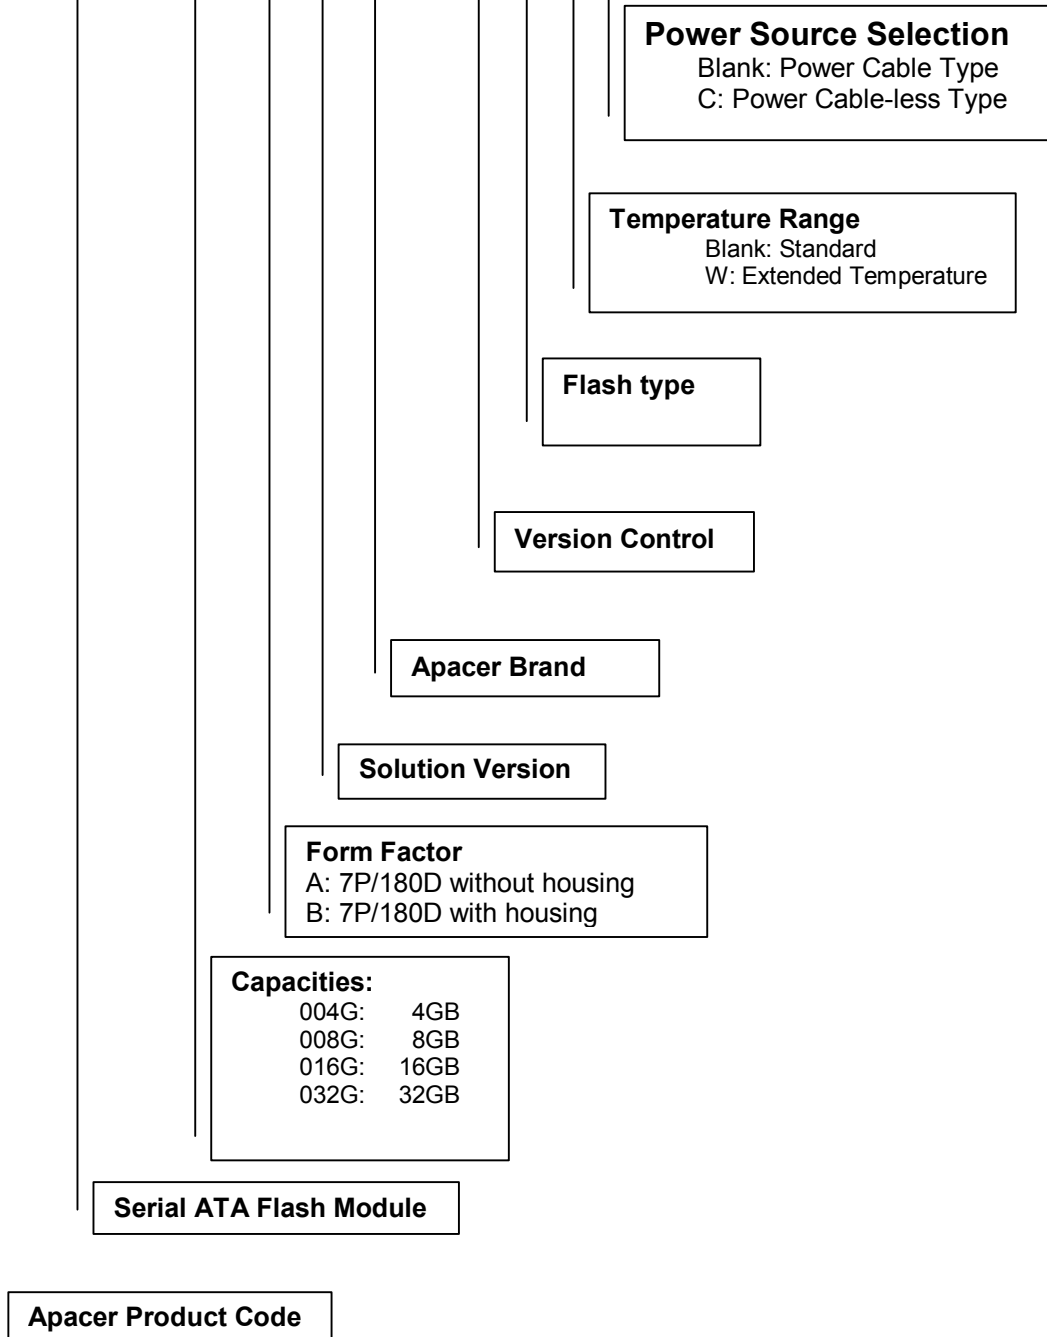 Power Source Selection
Blank: Power Cable Type
C: Power Cable-less Type
Temperature Range
Blank: Standard
W: Extended Temperature
Flash type
Version Control
Apacer Brand
Solution Version
Form Factor
A: 7P/180D without housing
B: 7P/180D with housing
Capacities:
004G: 4GB
008G: 8GB
016G: 16GB
032G: 32GB
Serial ATA Flash Module
Apacer Product Code